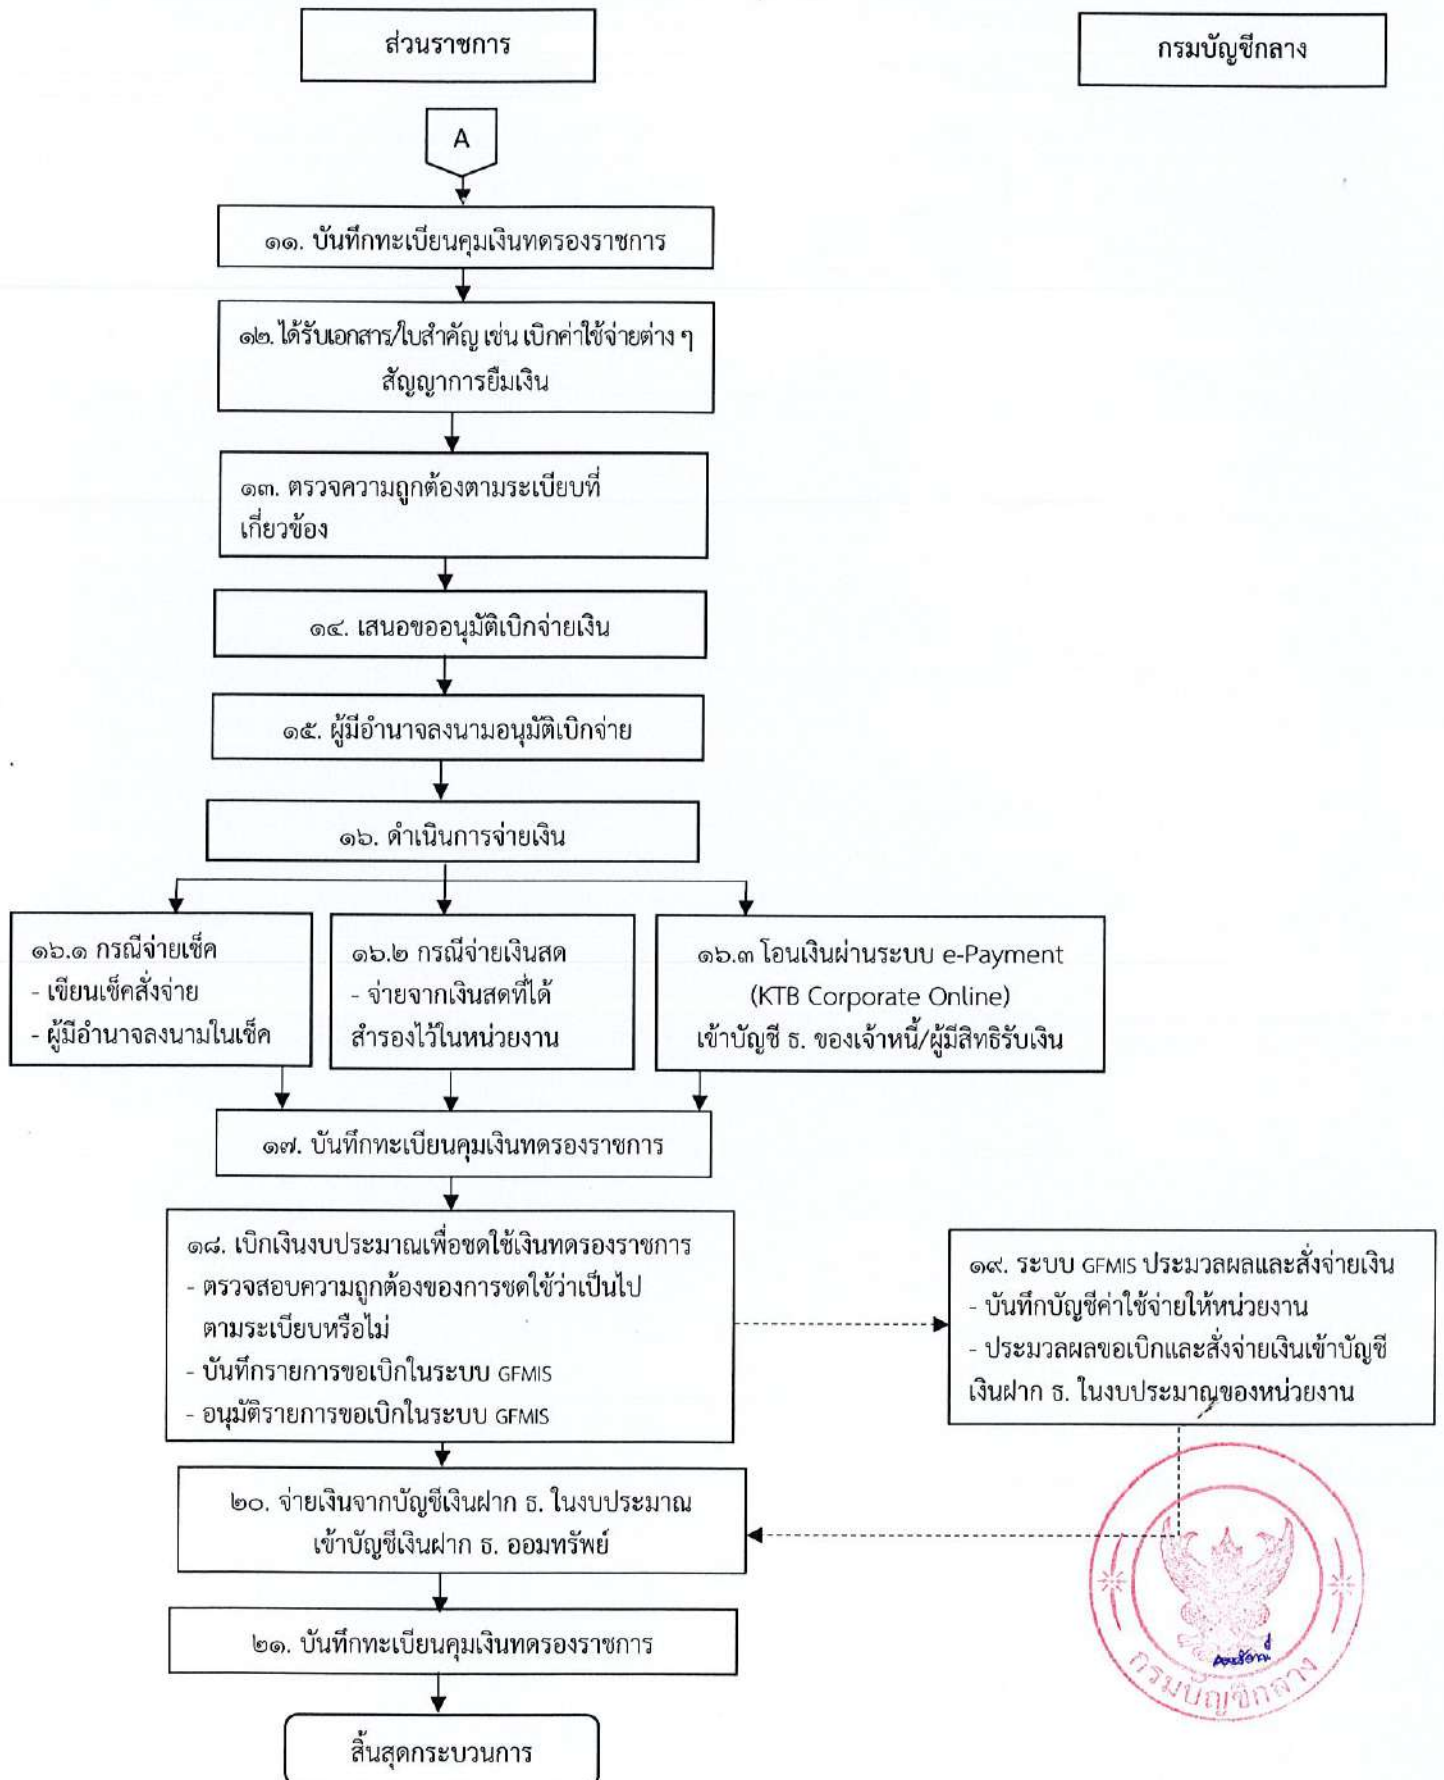 ส่วนราชการ
กรมบัญชีกลาง
A
๑๑. บันทึกทะเบียนคุมเงินทดรองราชการ
๑๒. ได้รับเอกสาร/ใบสำคัญ เช่น เบิกค่าใช้จ่ายต่าง ๆ
สัญญาการยืมเงิน
๑๓. ตรวจความถูกต้องตามระเบียบที่
เกี่ยวข้อง
๑๔. เสนอขออนุมัติเบิกจ่ายเงิน
๑๕. ผู้มีอำนาจลงนามอนุมัติเบิกจ่าย
๑๖. ดำเนินการจ่ายเงิน
๑๖.๑ กรณีจ่ายเช็ค
- เขียนเช็คสั่งจ่าย
- ผู้มีอำนาจลงนามในเช็ค
๑๖.๒ กรณีจ่ายเงินสด
- จ่ายจากเงินสดที่ได้
สำรองไว้ในหน่วยงาน
๑๖.๓ โอนเงินผ่านระบบ e-Payment
(KTB Corporate Online)
เข้าบัญชี ธ. ของเจ้าหนี้/ผู้มีสิทธิรับเงิน
๑๗. บันทึกทะเบียนคุมเงินทดรองราชการ
๑๘. เบิกเงินงบประมาณเพื่อชดใช้เงินทดรองราชการ
- ตรวจสอบความถูกต้องของการชดใช้ว่าเป็นไป
ตามระเบียบหรือไม่
- บันทึกรายการขอเบิกในระบบ GFMIS
- อนุมัติรายการขอเบิกในระบบ GFMIS
๑๙. ระบบ GFMIS ประมวลผลและสั่งจ่ายเงิน
- บันทึกบัญชีค่าใช้จ่ายให้หน่วยงาน
- ประมวลผลขอเบิกและสั่งจ่ายเงินเข้าบัญชี
เงินฝาก ธ. ในงบประมาณของหน่วยงาน
๒๐. จ่ายเงินจากบัญชีเงินฝาก ธ. ในงบประมาณ
เข้าบัญชีเงินฝาก ธ. ออมทรัพย์
๒๑. บันทึกทะเบียนคุมเงินทดรองราชการ
กรมบัญชีกลาง
สิ้นสุดกระบวนการ